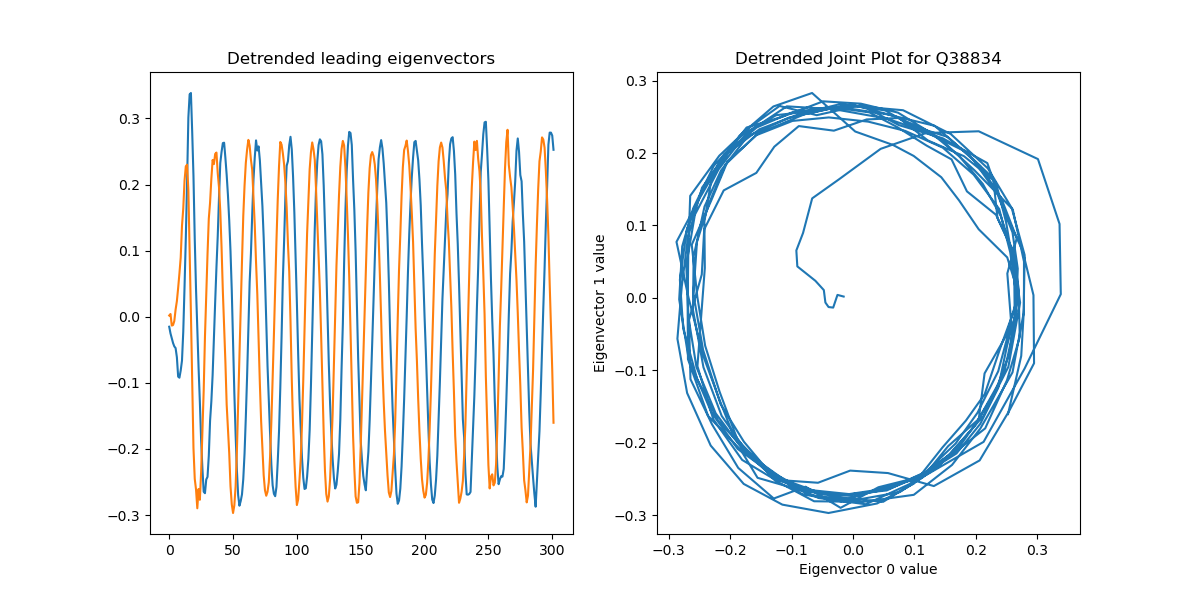 Detrended leading eigenvectors
0.3
0.2
0.1
0.0
−0.1
−0.2
−0.3
0 50 100 150 200 250 300
Detrended Joint Plot for Q38834
Eigenvector 1 value
0.3
0.2
0.1
0.0
−0.1
−0.2
−0.3
−0.3 −0.2 −0.1 0.0 0.1 0.2 0.3
Eigenvector 0 value